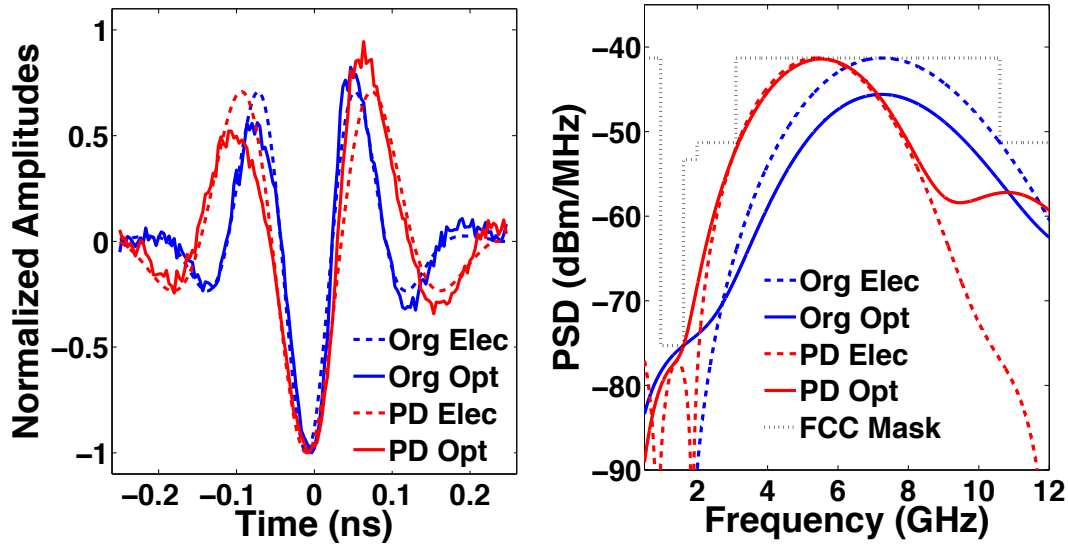 Normalized Amplitudes
1
0.5
0
−0.5
−1
−0.2
−0.1
0
0.1
0.2
Time (ns)
Org Elec
Org Opt
PD Elec
PD Opt
PSD (dBm/MHz)
−40
−50
−60
−70
−80
−90
2
4
6
8
10
12
Frequency (GHz)
Org Elec
Org Opt
PD Elec
PD Opt
FCC Mask